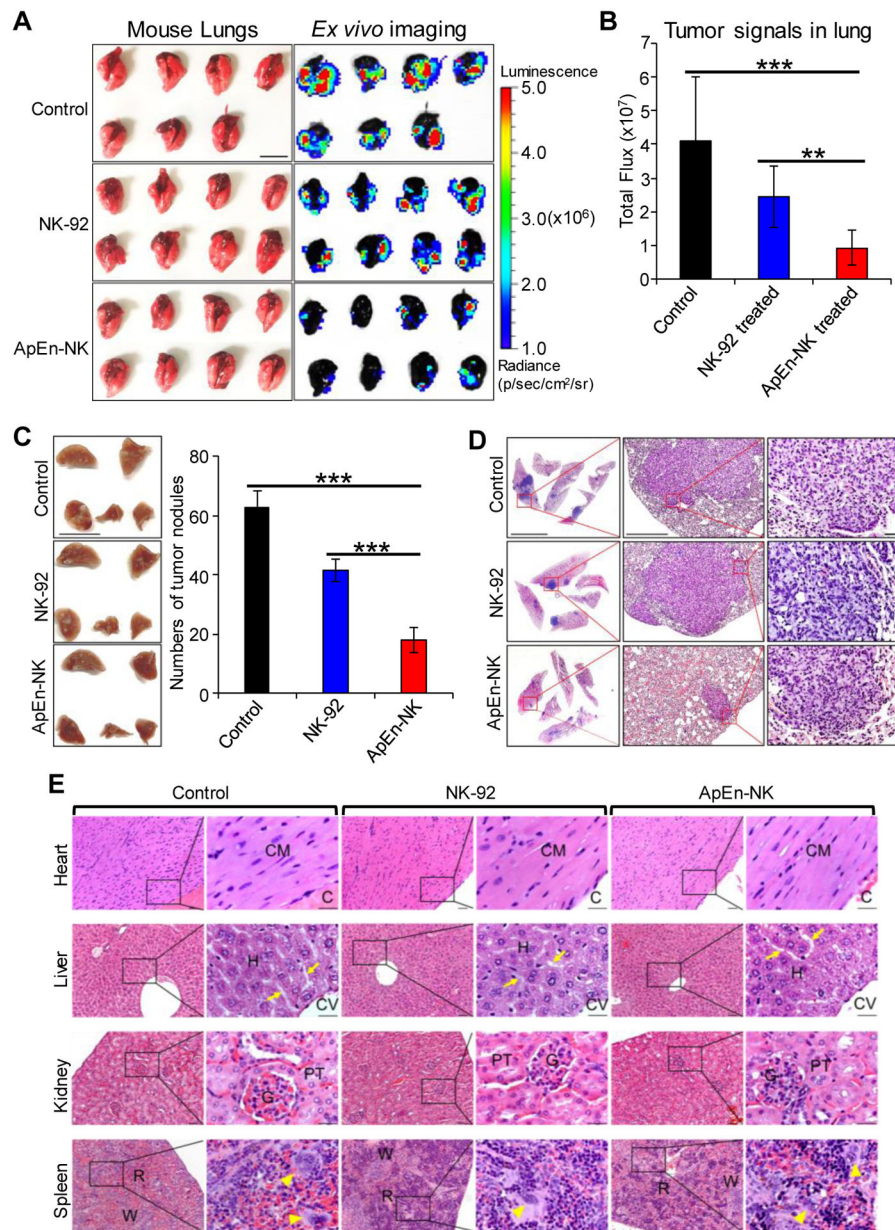 A
Mouse Lungs
Ex vivo imaging
Control
NK-92
ApEn-NK
Luminescence
5.0
4.0
3.0(x10⁶)
2.0
1.0
Radiance
(p/sec/cm²/sr)
B
Tumor signals in lung
Total Flux (x10⁷)
7
6
5
4
3
2
1
0
***
**
Control
NK-92 treated
ApEn-NK treated
C
Control
NK-92
ApEn-NK
Numbers of tumor nodules
80
60
40
20
0
***
***
Control
NK-92
ApEn-NK
D
Control
NK-92
ApEn-NK
E
Control
NK-92
ApEn-NK
Heart
CM
C
CM
C
CM
C
Liver
H
CV
H
CV
H
CV
Kidney
PT
G
PT
G
G
PT
Spleen
R
W
W
R
R
W